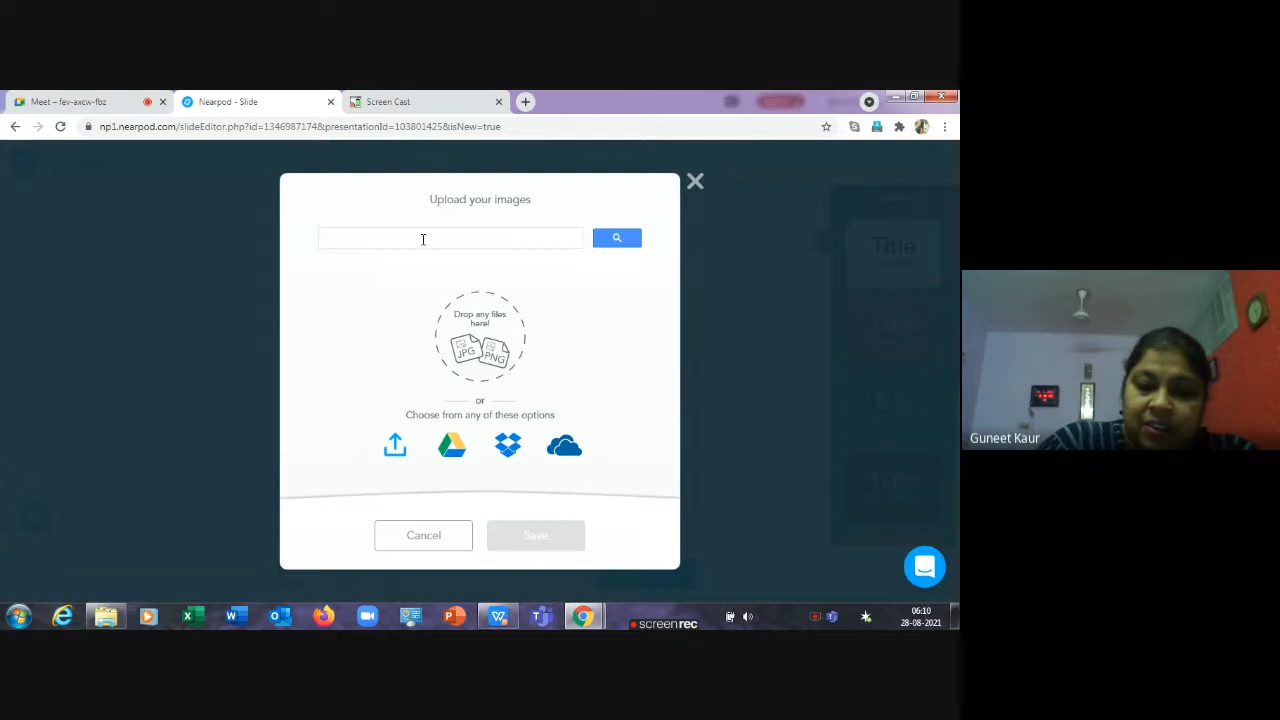 Meet – fev-axcw-fbz
Nearpod - Slide
Screen Cast
np1.nearpod.com/slideEditor.php?id=1346987174&presentationId=103801425&isNew=true
Upload your images
Drop any files
here!
JPG
PNG
or
Choose from any of these options
Cancel
Save
Title
Guneet Kaur
screenrec
06:10
28-08-2021